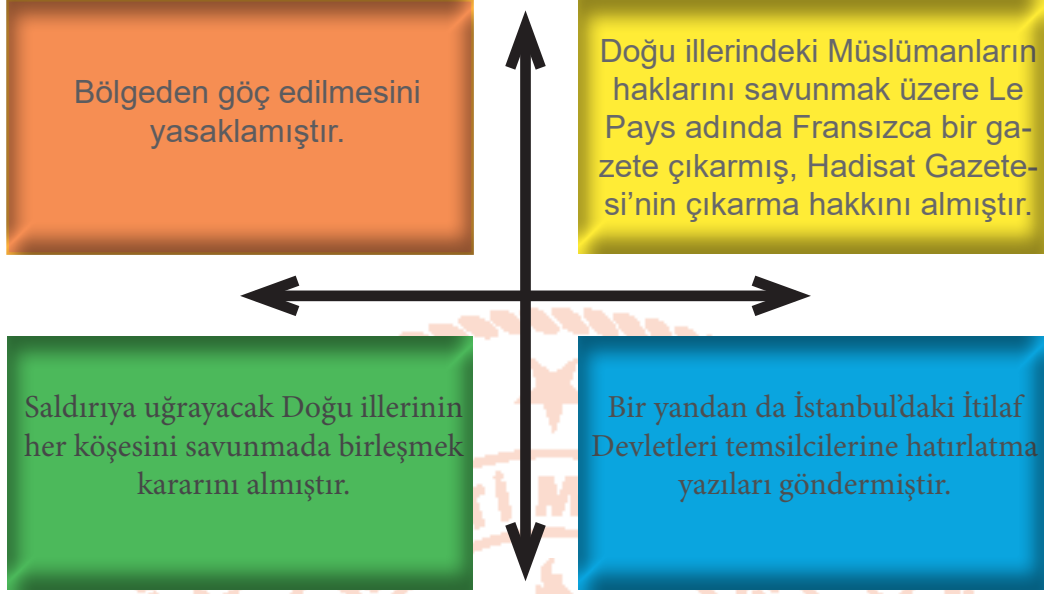 Bölgeden göç edilmesini
yasaklamıştır.
Doğu illerindeki Müslümanların
haklarını savunmak üzere Le
Pays adında Fransızca bir ga-
zete çıkarmış, Hadisat Gazete-
si’nin çıkarma hakkını almıştır.
Saldırıya uğrayacak Doğu illerinin
her köşesini savunmada birleşmek
kararını almıştır.
Bir yandan da İstanbul’daki İtilaf
Devletleri temsilcilerine hatırlatma
yazıları göndermiştir.